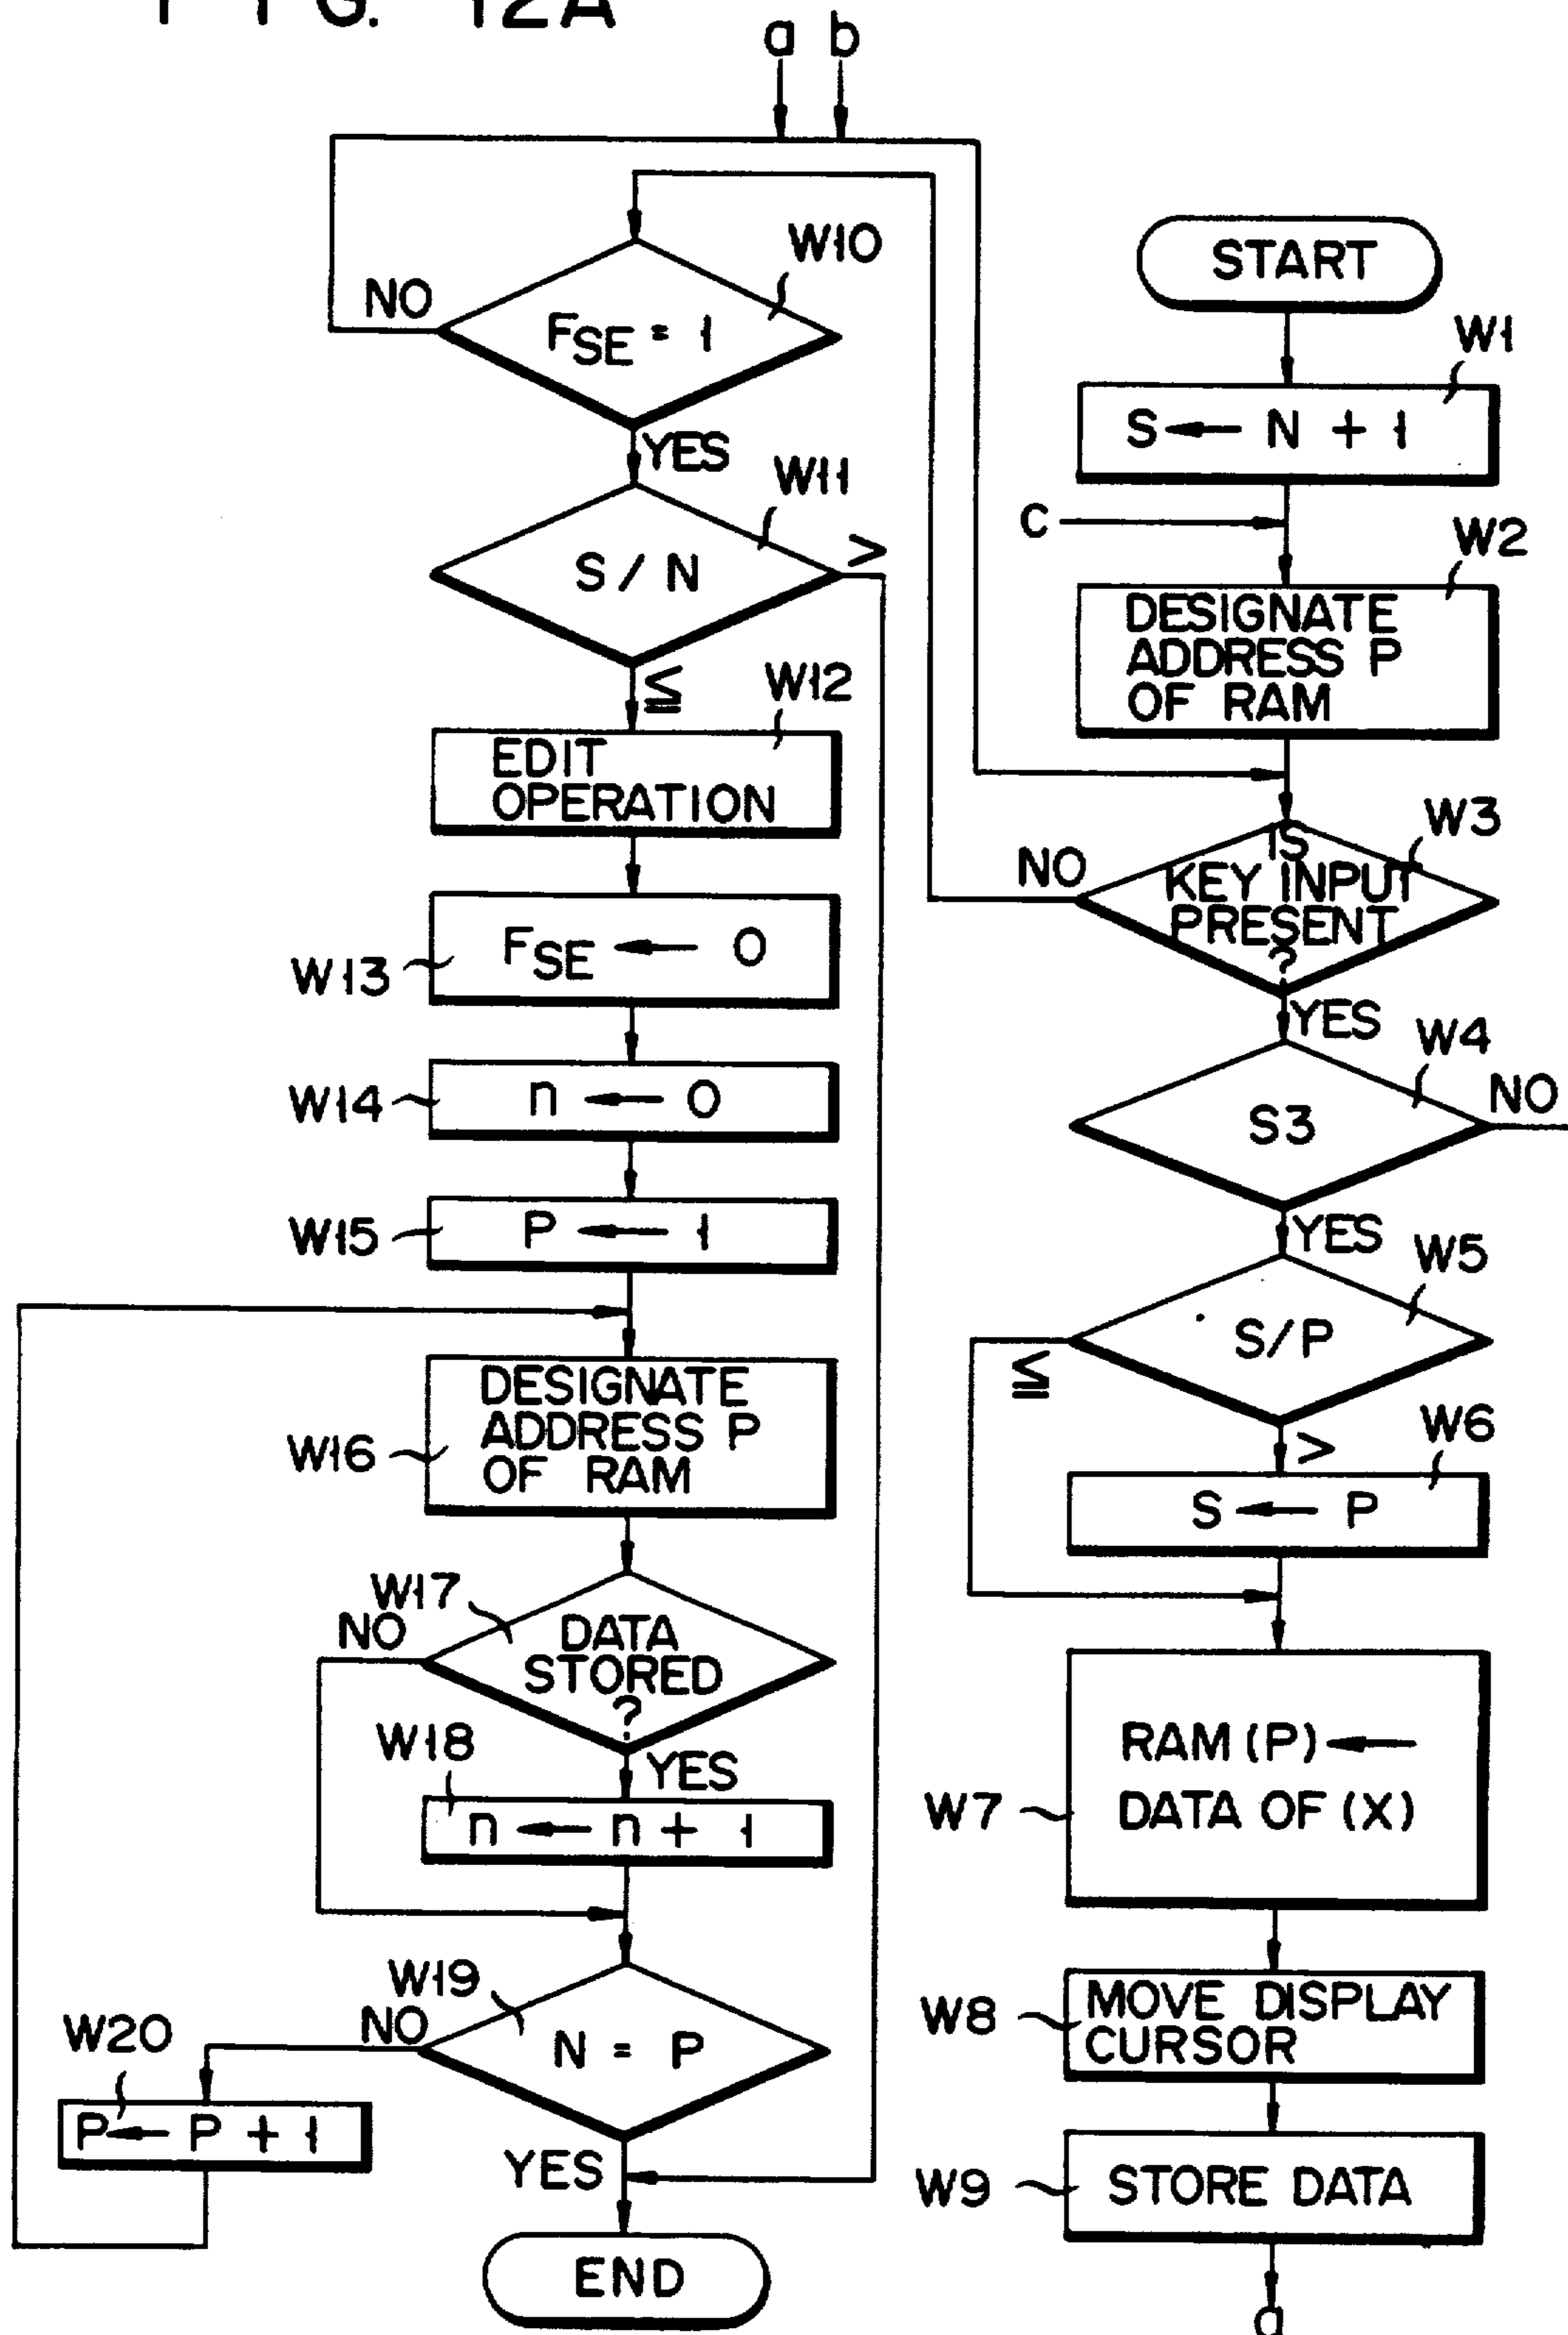 FIG. 12A
a b
START
W1
S ← N + 1
C
W2
DESIGNATE
ADDRESS P
OF RAM
W3
IS
KEY INPUT
PRESENT
?
NO
YES
W4
S3
NO
YES
W5
S/P
≦
>
W6
S ← P
W7
RAM (P) ←
DATA OF (X)
W8
MOVE DISPLAY
CURSOR
W9
STORE DATA
a
W10
NO
FSE = 1
YES
W11
S / N
>
≦
W12
EDIT
OPERATION
W13
FSE ← 0
W14
n ← 0
W15
P ← 1
W16
DESIGNATE
ADDRESS P
OF RAM
W17
NO
DATA
STORED
?
YES
W18
n ← n + 1
W19
NO
N = P
W20
P ← P + 1
YES
END